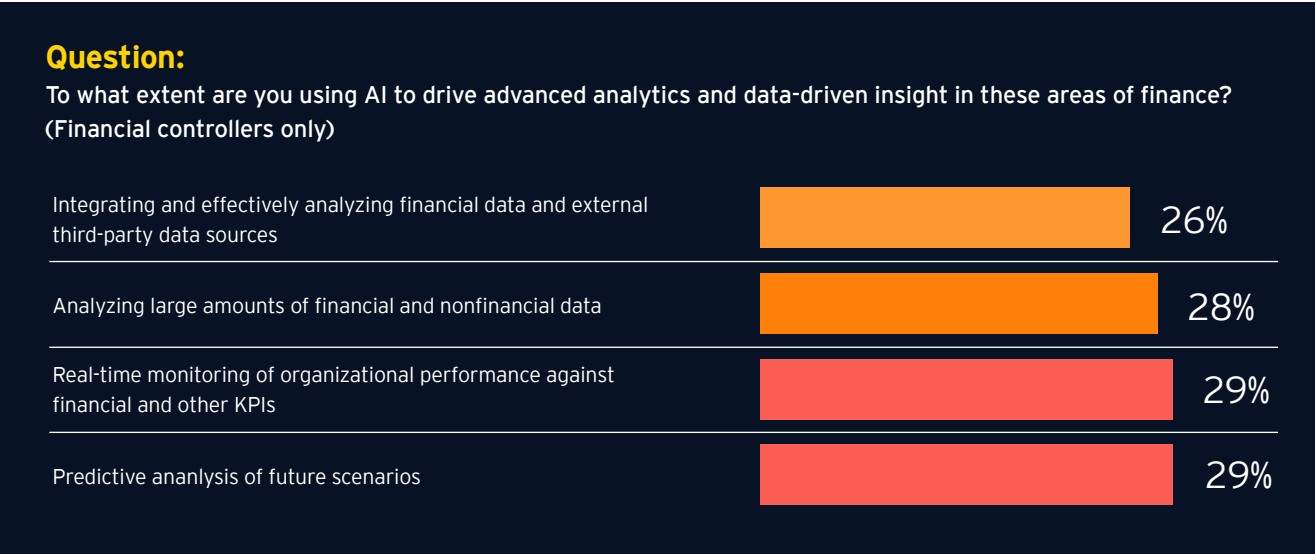 Question:
To what extent are you using AI to drive advanced analytics and data-driven insight in these areas of finance?
(Financial controllers only)
Integrating and effectively analyzing financial data and external
third-party data sources
26%
Analyzing large amounts of financial and nonfinancial data
28%
Real-time monitoring of organizational performance against
financial and other KPIs
29%
Predictive ananlysis of future scenarios
29%